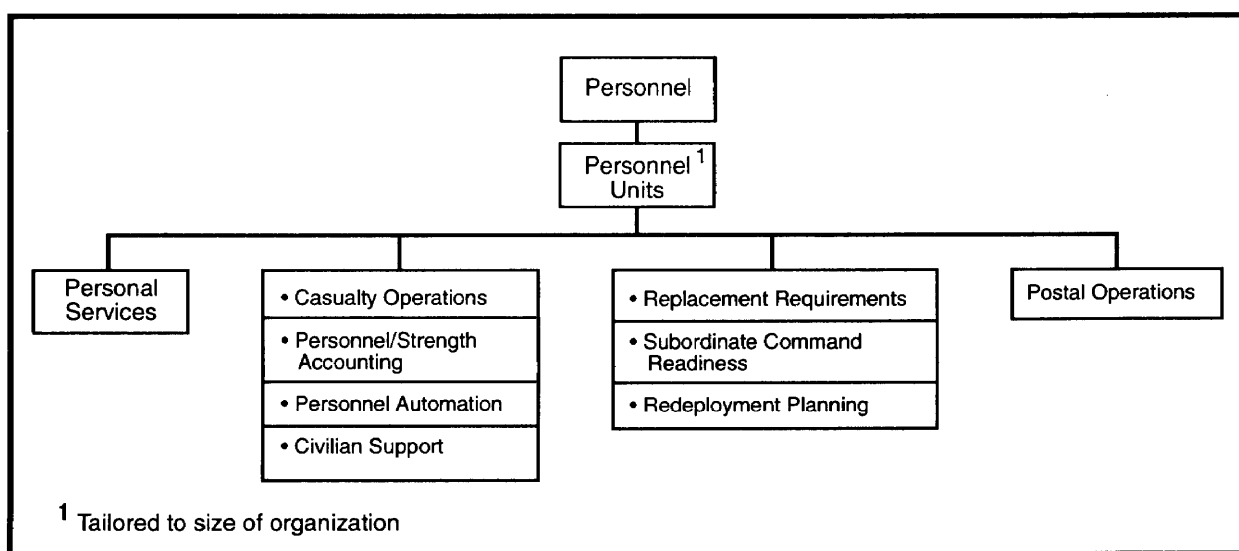 Personnel
Personnel 1
Units
Personal
Services
• Casualty Operations
• Personnel/Strength
Accounting
• Personnel Automation
• Civilian Support
• Replacement Requirements
• Subordinate Command
Readiness
• Redeployment Planning
Postal Operations
1 Tailored to size of organization